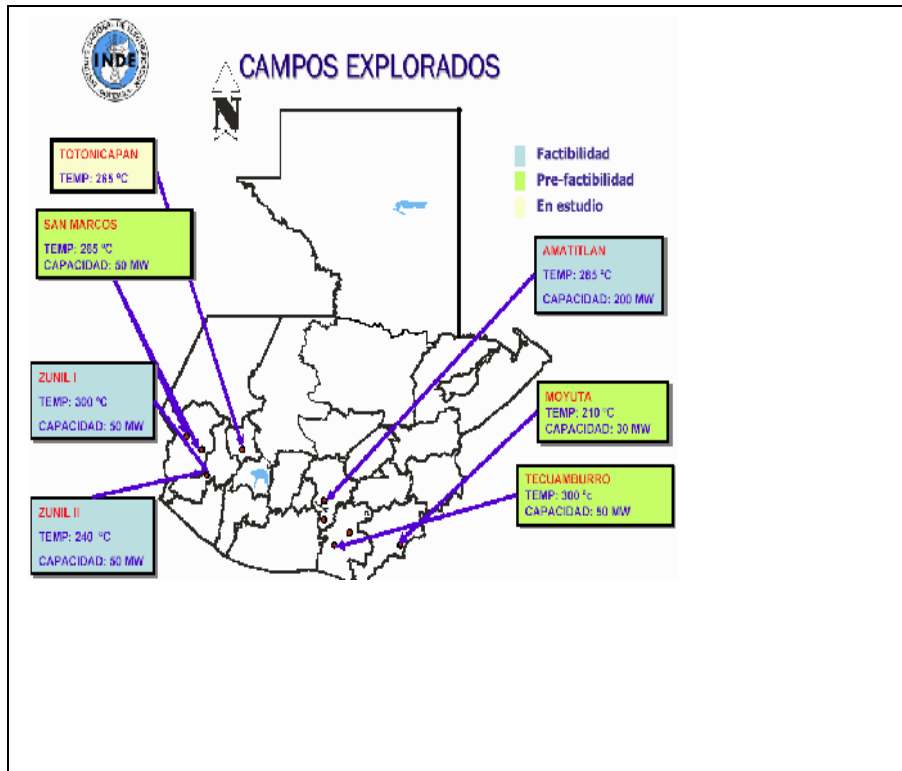 INDE
CAMPOS EXPLORADOS
N
TOTONICAPAN
TEMP: 265 ºC
SAN MARCOS
TEMP: 265 ºC
CAPACIDAD: 50 MW
ZUNIL I
TEMP: 300 ºC
CAPACIDAD: 50 MW
ZUNIL II
TEMP: 240 ºC
CAPACIDAD: 50 MW
Factibilidad
Pre-factibilidad
En estudio
AMATITLAN
TEMP: 285 ºC
CAPACIDAD: 200 MW
MOYUTA
TEMP: 210 ºC
CAPACIDAD: 30 MW
TECUAMBURRO
TEMP: 300 ºc
CAPACIDAD: 50 MW